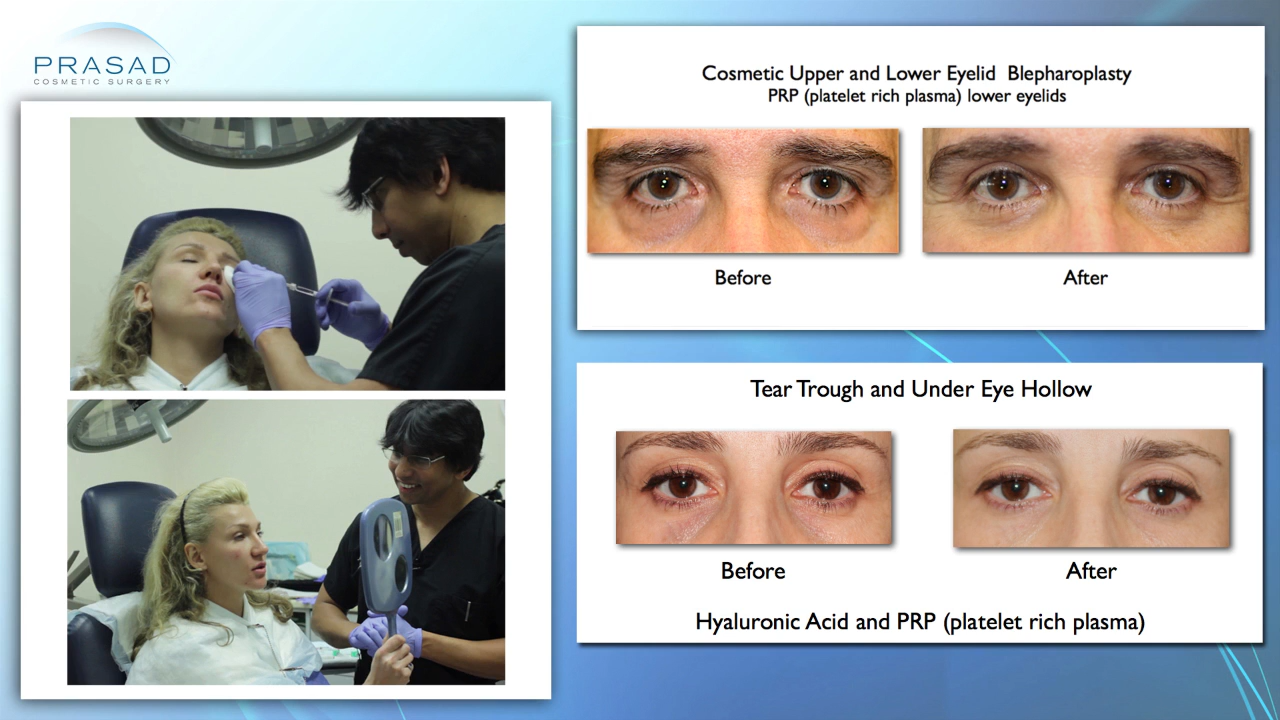 PRASAD
COSMETIC SURGERY
Cosmetic Upper and Lower Eyelid Blepharoplasty
PRP (platelet rich plasma) lower eyelids
Before
After
Tear Trough and Under Eye Hollow
Before
After
Hyaluronic Acid and PRP (platelet rich plasma)